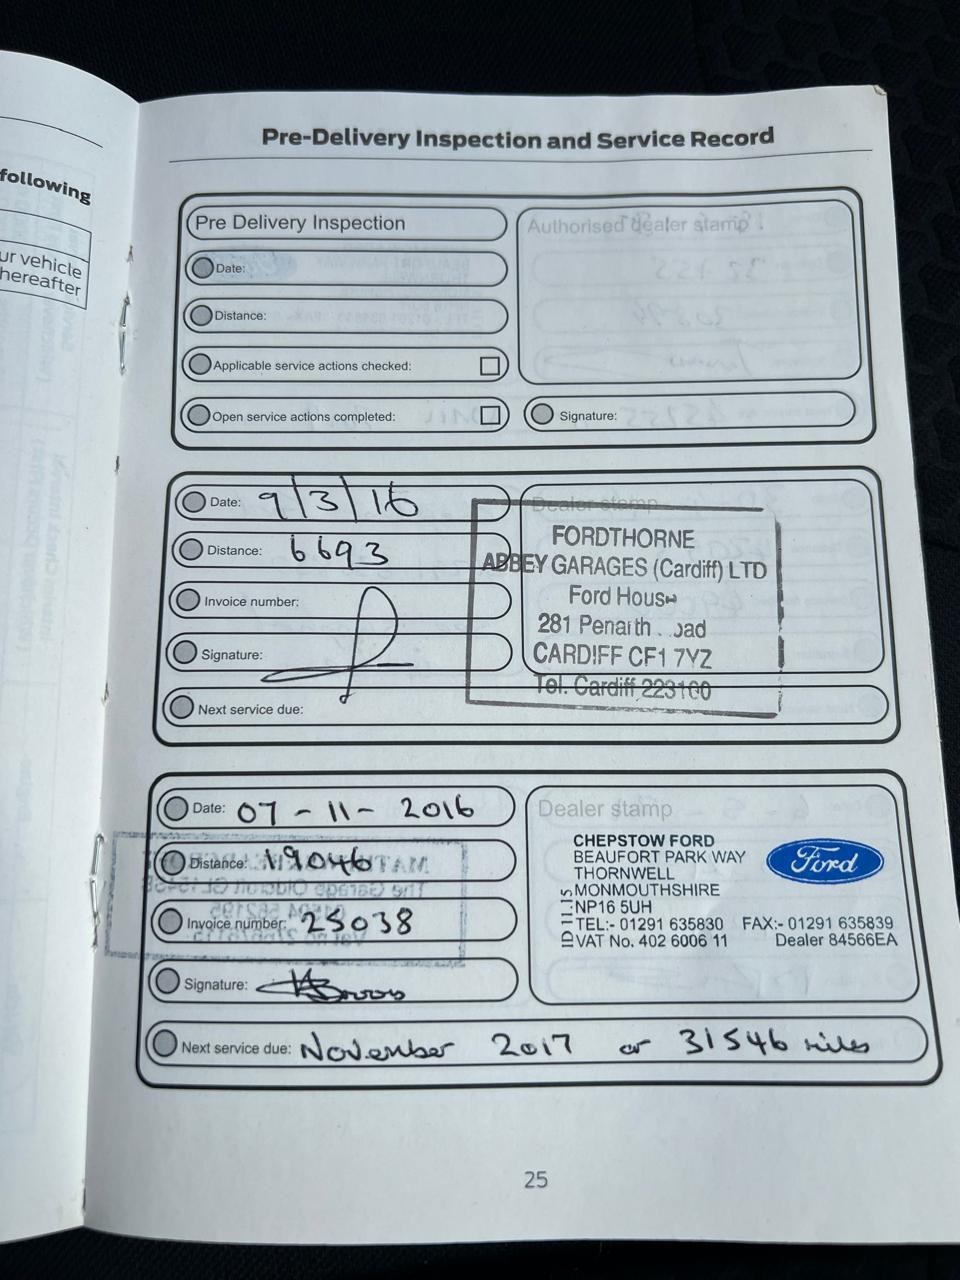 following
ur vehicle
hereafter
Pre-Delivery Inspection and Service Record
Pre Delivery Inspection
Authorised dealer stamp
Date:
Distance:
Applicable service actions checked:
Open service actions completed:
Signature:
Date: 9/3/16
Distance: 6693
Invoice number:
Signature:
Next service due:
Dealer stamp
FORDTHORNE
ABBEY GARAGES (Cardiff) LTD
Ford House
281 Penarth oad
CARDIFF CF1 7YZ
Tel. Cardiff 223100
Date: 07-11-2016
Distance: 19046
Invoice number: 25038
Signature:
Next service due: November 2017 or 31546 miles
Dealer stamp
CHEPSTOW FORD
BEAUFORT PARK WAY
THORNWELL
MONMOUTHSHIRE
NP16 5UH
TEL:- 01291 635830 FAX:- 01291 635839
VAT No. 402 6006 11 Dealer 84566EA
Ford
25